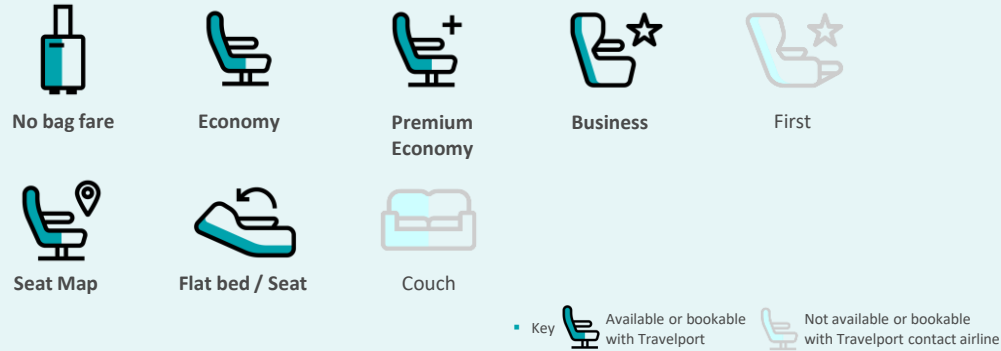 No bag fare
Economy
Premium
Economy
Business
First
Seat Map
Flat bed / Seat
Couch
Key
Available or bookable
with Travelport
Not available or bookable
with Travelport contact airline